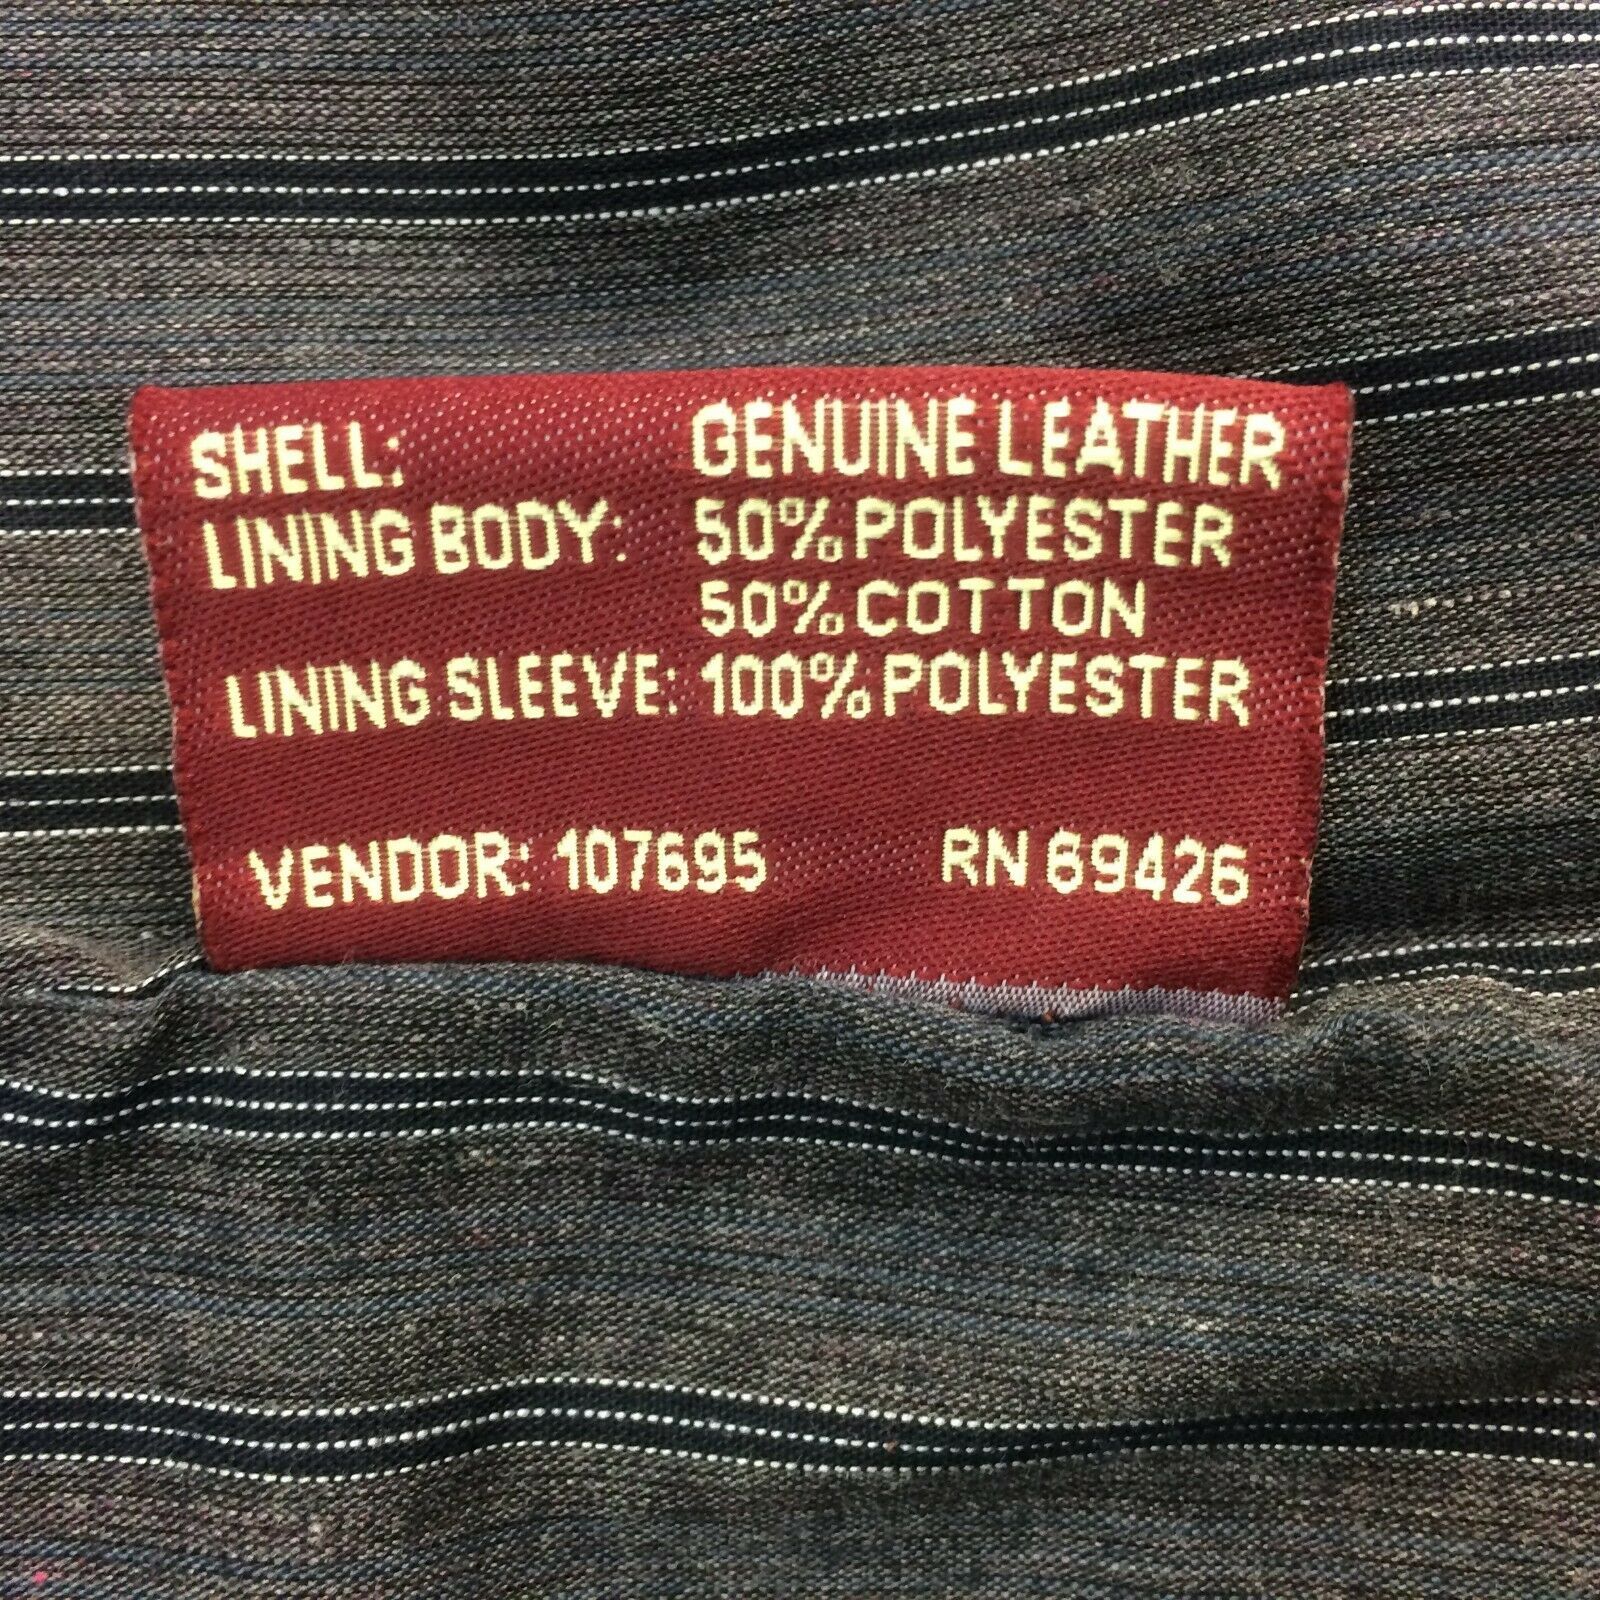 SHELL: GENUINE LEATHER
LINING BODY: 50% POLYESTER
50% COTTON
LINING SLEEVE: 100% POLYESTER
VENDOR: 107695 RN 69426